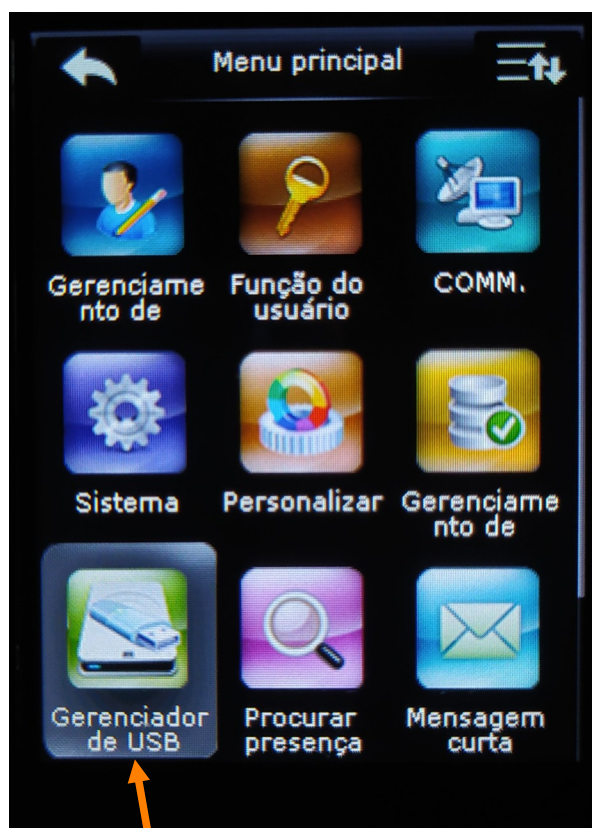 Menu principal
Gerenciame
nto de
Função do
usuário
COMM.
Sistema
Personalizar
Gerenciame
nto de
Gerenciador
de USB
Procurar
presença
Mensagem
curta